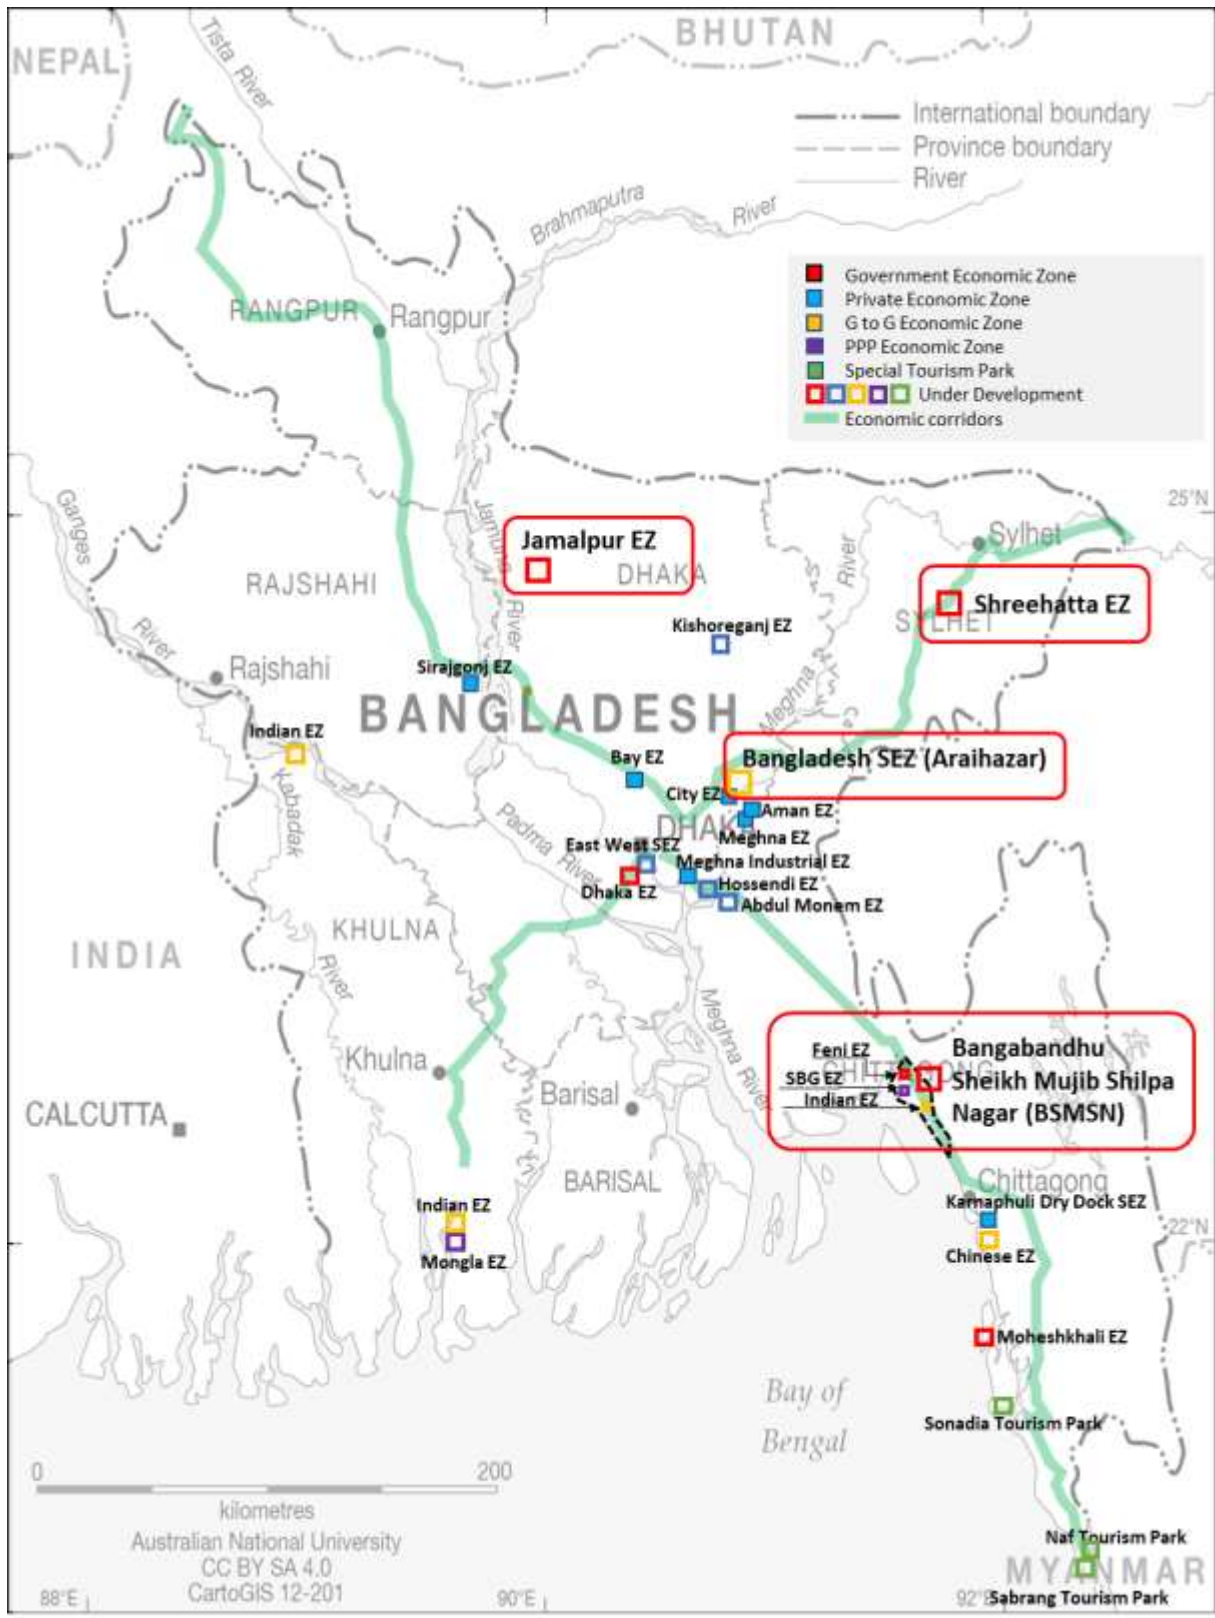 BHUTAN
NEPAL
Tista River
International boundary
Province boundary
River
Brahmaputra River
Government Economic Zone
Private Economic Zone
G to G Economic Zone
PPP Economic Zone
Special Tourism Park
Under Development
Economic corridors
RANGPUR
Rangpur
25°N
Ganges River
Jamuna River
Jamalpur EZ
DHAKA
Sylhet
River
RAJSHAHI
Shreehatta EZ
SYLHET
Kishoreganj EZ
Rajshahi
Sirajgonj EZ
Meghna
BANGLADESH
Indian EZ
Bay EZ
Bangladesh SEZ (Araihazar)
Kabadak River
City EZ
Aman EZ
Padma River
DHAKA
Meghna EZ
East West SEZ
Meghna Industrial EZ
Dhaka EZ
Hossendi EZ
Abdul Monem EZ
KHULNA
INDIA
Meghna River
Feni EZ
SBG EZ
Indian EZ
CHITTAGONG
Bangabandhu
Sheikh Mujib Shilpa
Nagar (BSMSN)
Khulna
Barisal
CALCUTTA
BARISAL
Chittagong
Karnaphuli Dry Dock SEZ
Indian EZ
22°N
Mongla EZ
Chinese EZ
Moheshkhali EZ
Bay of
Bengal
Sonadia Tourism Park
0 200
kilometres
Australian National University
CC BY SA 4.0
CartoGIS 12-201
Naf Tourism Park
MYANMAR
88°E
90°E
92°E
Sabrang Tourism Park